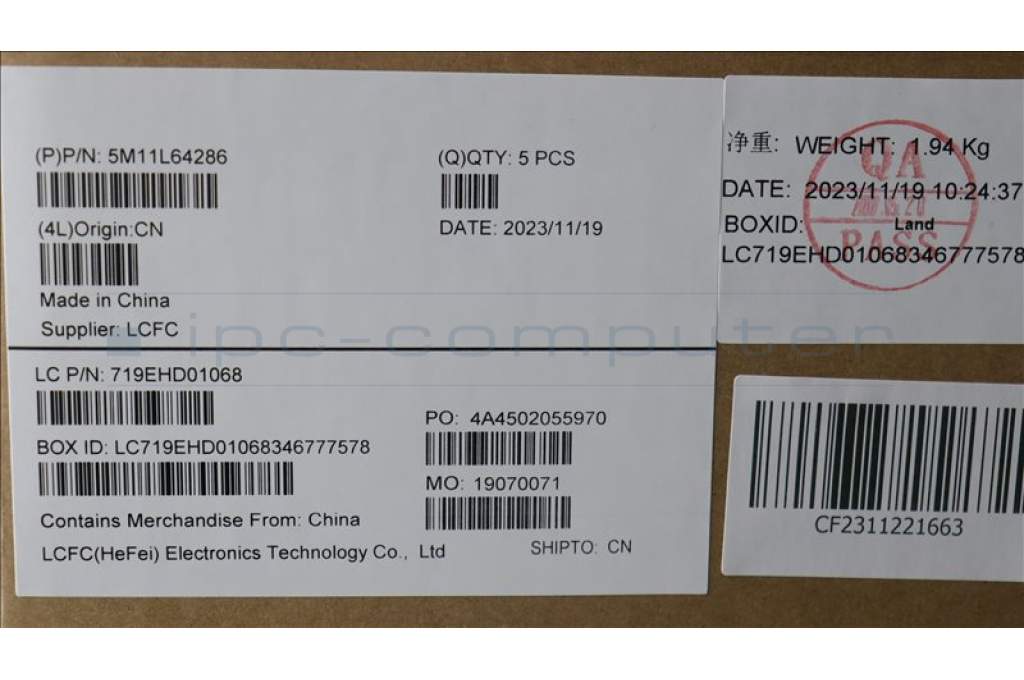 (P)P/N: 5M11L64286
(Q)QTY: 5 PCS
(4L)Origin:CN
DATE: 2023/11/19
Made in China
Supplier: LCFC
ipc-computer
LC P/N: 719EHD01068
PO: 4A4502055970
BOX ID: LC719EHD01068346777578
MO: 19070071
Contains Merchandise From: China
LCFC(HeFei) Electronics Technology Co., Ltd
SHIPTO: CN
净重: WEIGHT: 1.94 Kg
DATE: 2023/11/19 10:24:37
BOXID: Land
LC719EHD01068346777578
QA
PASS
CF2311221663